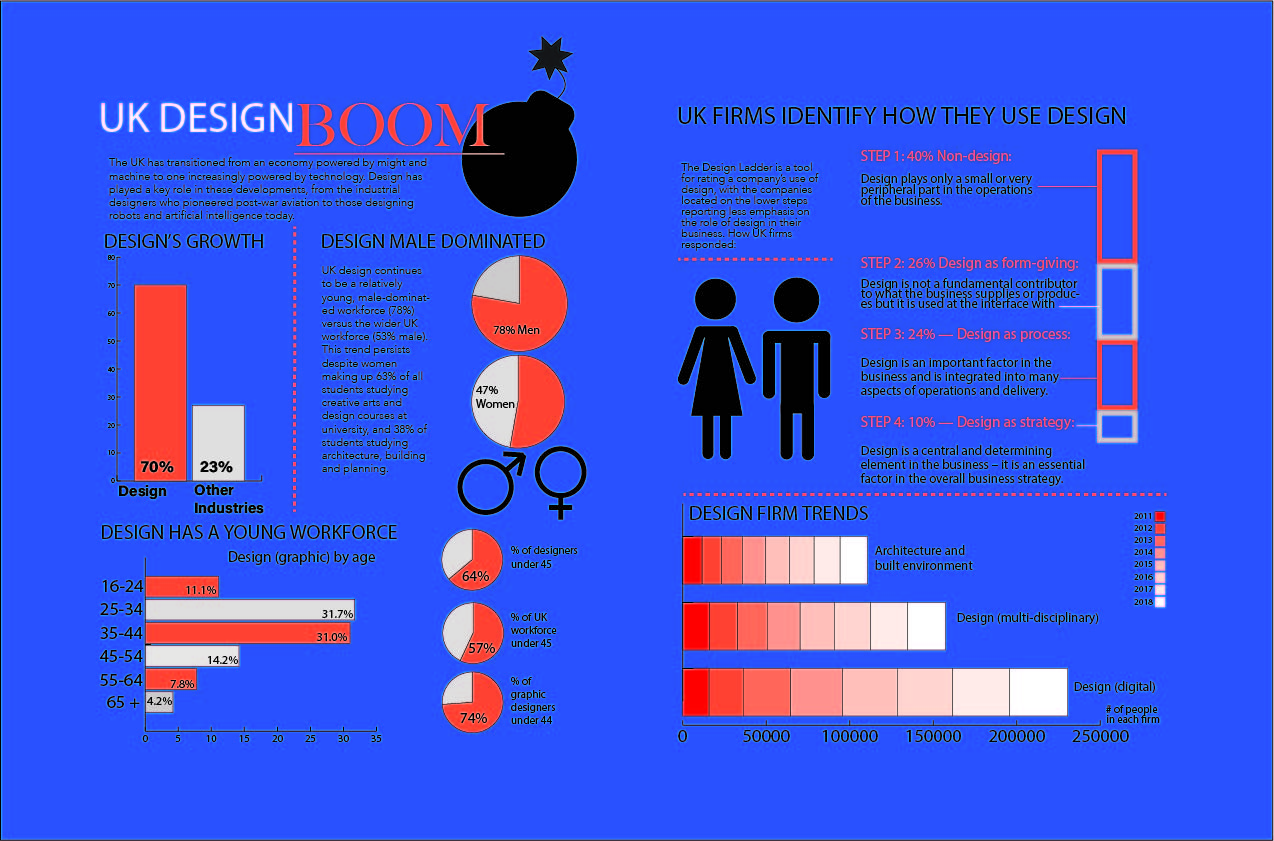 UK DESIGN BOOM
The UK has transitioned from an economy powered by might and
machine to one increasingly powered by technology. Design has
played a key role in these developments, from the industrial
designers who pioneered post-war aviation to those designing
robots and artificial intelligence today.
DESIGN'S GROWTH
80
70
60
50
40
30
20
10
0
70%
23%
Design
Other
Industries
DESIGN MALE DOMINATED
UK design continues
to be a relatively
young, male-dominat-
ed workforce (78%)
versus the wider UK
workforce (53% male).
This trend persists
despite women
making up 63% of all
students studying
creative arts and
design courses at
university, and 38% of
students studying
architecture, building
and planning.
78% Men
47%
Women
DESIGN HAS A YOUNG WORKFORCE
Design (graphic) by age
16-24
11.1%
25-34
31.7%
35-44
31.0%
45-54
14.2%
55-64
7.8%
65 +
4.2%
0 5 10 15 20 25 30 35
64%
% of designers
under 45
57%
% of UK
workforce
under 45
74%
% of
graphic
designers
under 44
UK FIRMS IDENTIFY HOW THEY USE DESIGN
The Design Ladder is a tool
for rating a company's use of
design, with the companies
located on the lower steps
reporting less emphasis on
the role of design in their
business. How UK firms
responded:
STEP 1: 40% Non-design:
Design plays only a small or very
peripheral part in the operations
of the business.
STEP 2: 26% Design as form-giving:
Design is not a fundamental contributor
to what the business supplies or produc-
es but it is used at the interface with
STEP 3: 24% — Design as process:
Design is an important factor in the
business and is integrated into many
aspects of operations and delivery.
STEP 4: 10% — Design as strategy:
Design is a central and determining
element in the business – it is an essential
factor in the overall business strategy.
DESIGN FIRM TRENDS
2011
2012
2013
2014
2015
2016
2017
2018
Architecture and
built environment
Design (multi-disciplinary)
Design (digital)
# of people
in each firm
0 50000 100000 150000 200000 250000